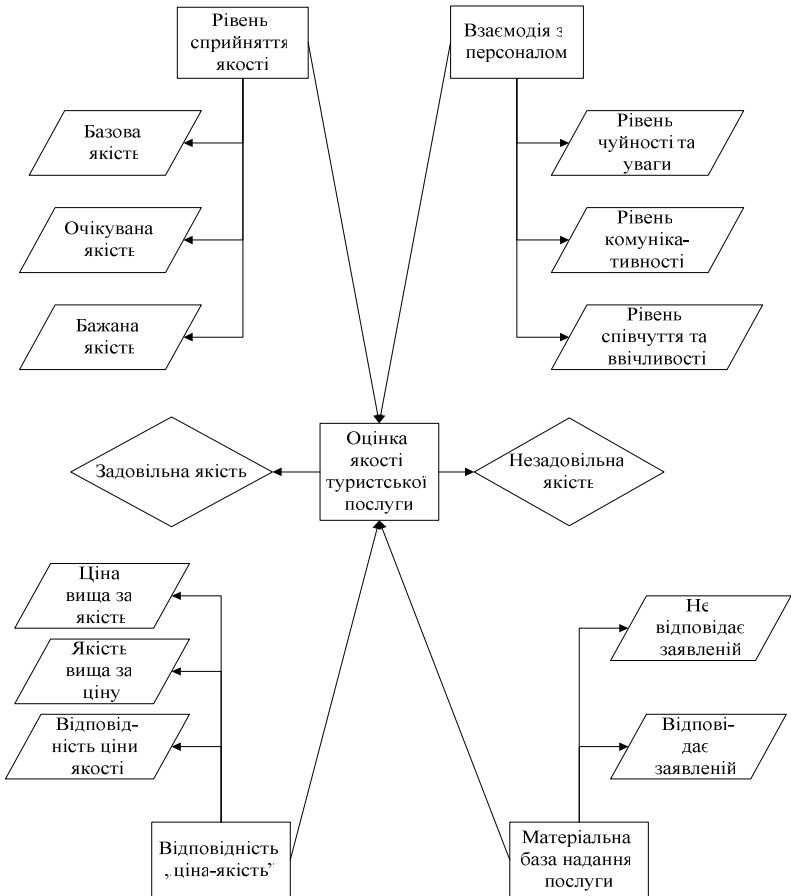 Рівень
сприйняття
якості
Взаємодія з
персоналом
Базова
якість
Очікувана
якість
Бажана
якість
Рівень
чуйності та
уваги
Рівень
комуніка-
тивності
Рівень
співчуття та
ввічливості
Задовільна якість
Оцінка
якості
туристської
послуги
Незадовільна
якість
Ціна
вища за
якість
Якість
вища за
ціну
Відповід-
ність ціни
якості
Не
відповідає
заявленій
Відпові-
дає
заявленій
Відповідність
„ціна-якість”
Матеріальна
база надання
послуги